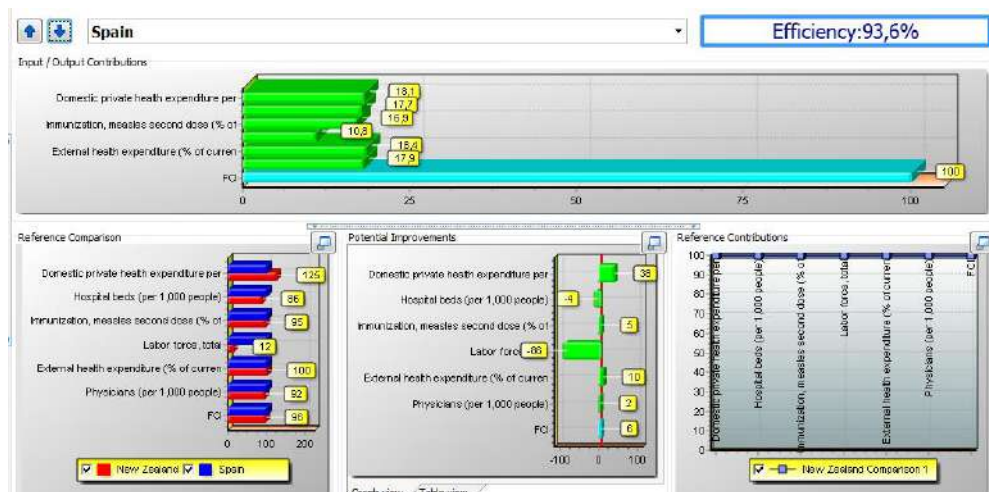 Spain
Efficiency:93,6%
Input / Output Contributions
Domestic private health expenditure per
Immunization, measles second dose (% of
External health expenditure (% of curren
FCI
18,1
17,7
16,9
10,8
18,4
17,9
100
0 25 50 75 100
Reference Comparison
Domestic private health expenditure per
Hospital beds (per 1,000 people)
Immunization, measles second dose (% of
Labor force, total
External health expenditure (% of curren
Physicians (per 1,000 people)
FCI
125
86
95
12
100
92
96
0 100 200
New Zealand Spain
Potential Improvements
Domestic private health expenditure per
Hospital beds (per 1,000 people)
Immunization, measles second dose (% of
Labor force
External health expenditure (% of curren
Physicians (per 1,000 people)
FCI
38
-4
5
-86
10
2
6
-100 0 100
Table view
Reference Contributions
100
90
80
70
60
50
40
30
20
10
0
Domestic private health expenditure per
Hospital beds (per 1,000 people)
Immunization, measles second dose (% of
Labor force, total
External health expenditure (% of curren
Physicians (per 1,000 people)
FCI
New Zealand Comparison 1